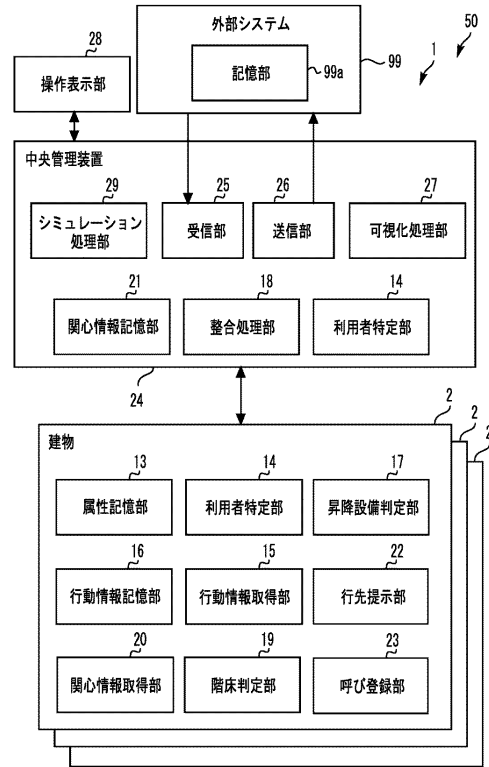 外部システム
50
28
1
記憶部
99a
99
操作表示部
中央管理装置
29
25
26
27
シミュレーション
処理部
受信部
送信部
可視化処理部
21
18
14
関心情報記憶部
整合処理部
利用者特定部
24
2
2
2
建物
13
14
17
属性記憶部
利用者特定部
昇降設備判定部
16
15
22
行動情報記憶部
行動情報取得部
行先提示部
20
19
23
関心情報取得部
階床判定部
呼び登録部